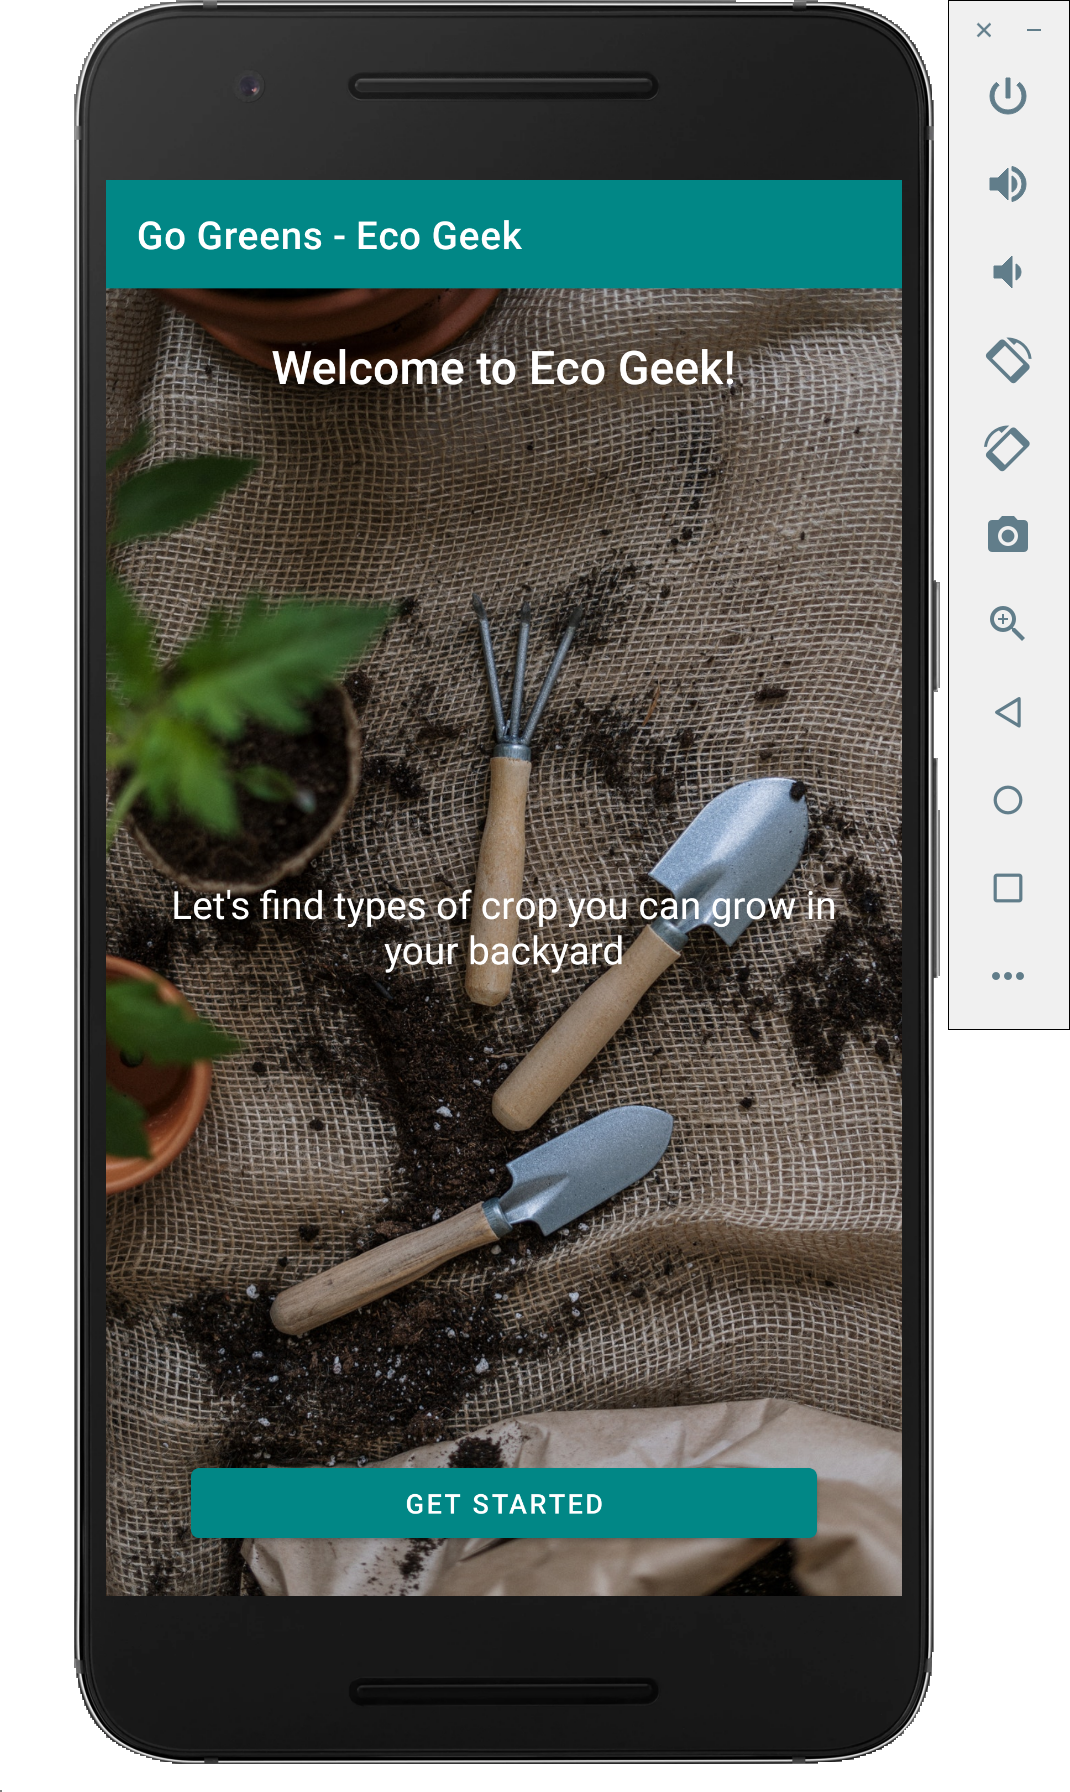 Go Greens - Eco Geek
Welcome to Eco Geek!
Let's find types of crop you can grow in
your backyard
GET STARTED